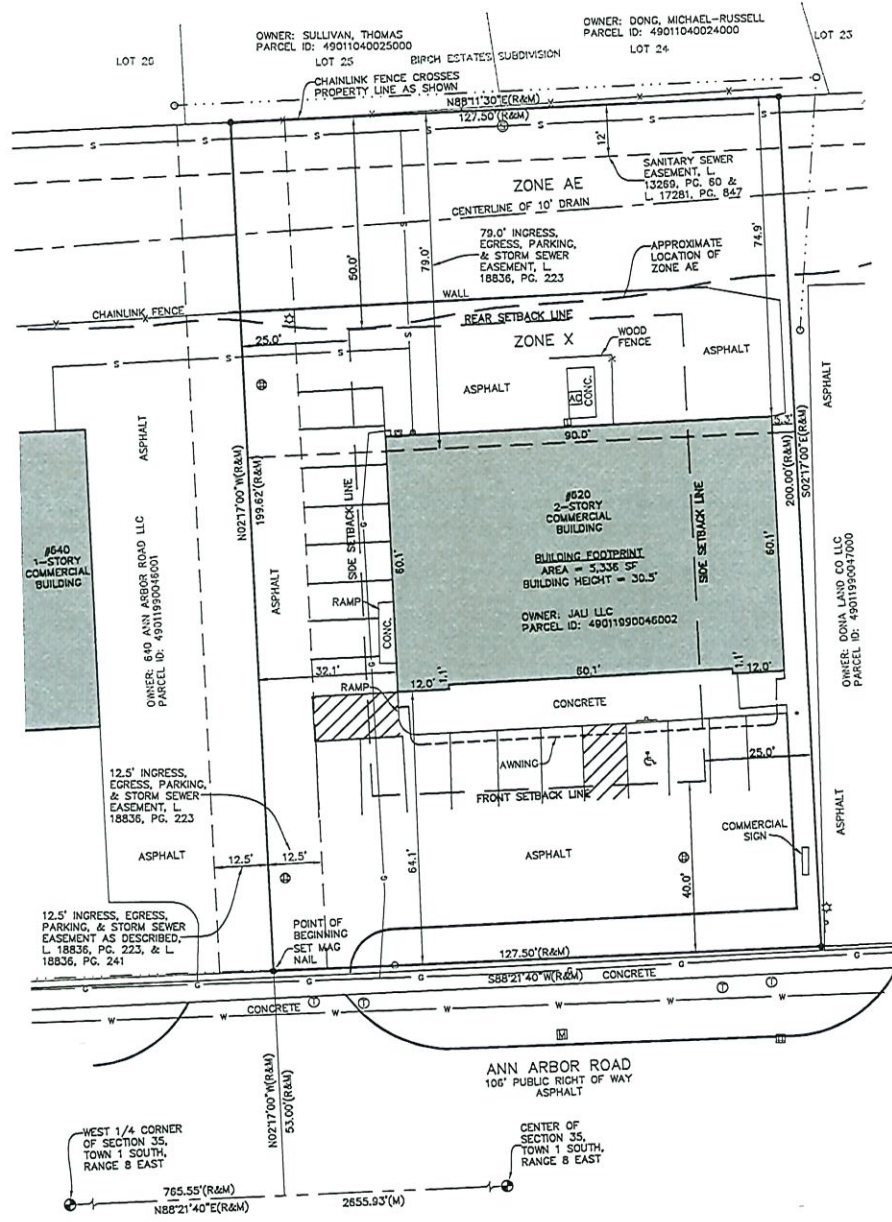 OWNER: SULLIVAN, THOMAS
PARCEL ID: 49011040025000
OWNER: DONG, MICHAEL-RUSSELL
PARCEL ID: 49011040024000
LOT 26
LOT 25
BIRCH ESTATES SUBDIVISION
LOT 24
LOT 23
CHAINLINK FENCE CROSSES
PROPERTY LINE AS SHOWN
N88°11'30"E(R&M)
127.50'(R&M)
S
S
S
S
S
S
12'
ZONE AE
SANITARY SEWER
EASEMENT, L.
13269, PG. 60 &
L. 17281, PG. 847
CENTERLINE OF 10' DRAIN
50.0'
79.0'
74.9'
79.0' INGRESS,
EGRESS, PARKING,
& STORM SEWER
EASEMENT, L.
18836, PG. 223
APPROXIMATE
LOCATION OF
ZONE AE
WALL
CHAINLINK FENCE
REAR SETBACK LINE
25.0'
ZONE X
WOOD
FENCE
ASPHALT
ASPHALT
ASPHALT
ASPHALT
AC
CONC.
5.3'
90.0'
N02°17'00"W(R&M)
199.62'(R&M)
200.00'(R&M)
S02°17'00"E(R&M)
SIDE SETBACK LINE
SIDE SETBACK LINE
#640
1-STORY
COMMERCIAL
BUILDING
OWNER: 640 ANN ARBOR ROAD LLC
PARCEL ID: 49011990046001
60.1'
#620
2-STORY
COMMERCIAL
BUILDING
BUILDING FOOTPRINT
AREA = 5,336 SF
BUILDING HEIGHT = 30.5'
OWNER: JALI LLC
PARCEL ID: 49011990046002
60.1'
OWNER: DONA LAND CO LLC
PARCEL ID: 49011990047000
ASPHALT
RAMP
CONC.
32.1'
RAMP
12.0'
1.1'
60.1'
1.1'
12.0'
CONCRETE
AWNING
25.0'
FRONT SETBACK LINE
12.5' INGRESS,
EGRESS, PARKING,
& STORM SEWER
EASEMENT, L.
18836, PG. 223
ASPHALT
12.5'
12.5'
64.1'
ASPHALT
40.0'
COMMERCIAL
SIGN
ASPHALT
12.5' INGRESS, EGRESS,
PARKING, & STORM SEWER
EASEMENT AS DESCRIBED,
L. 18836, PG. 223, & L.
18836, PG. 241
POINT OF
BEGINNING
SET MAG
NAIL
127.50'(R&M)
S88°21'40"W(R&M)
CONCRETE
G
G
G
G
CONCRETE
W
W
W
W
W
M
ANN ARBOR ROAD
106' PUBLIC RIGHT OF WAY
ASPHALT
N02°17'00"W(R&M)
53.00'(R&M)
WEST 1/4 CORNER
OF SECTION 35,
TOWN 1 SOUTH,
RANGE 8 EAST
CENTER OF
SECTION 35,
TOWN 1 SOUTH,
RANGE 8 EAST
765.55'(R&M)
N88°21'40"E(R&M)
2655.93'(M)